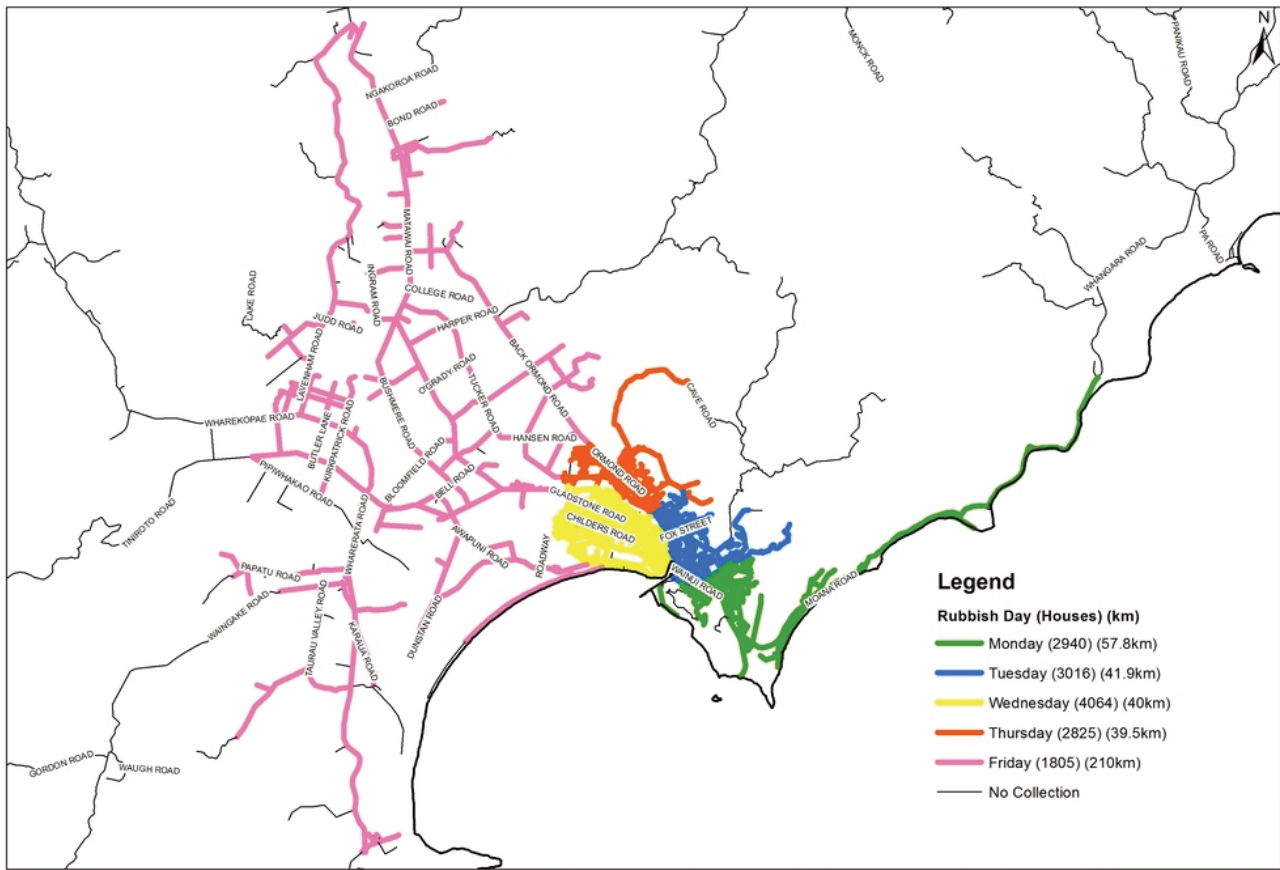 N
PANIKAU ROAD
MONCK ROAD
NGAKOROA ROAD
BOND ROAD
MATAWAI ROAD
PA ROAD
WHANGARA ROAD
LAKE ROAD
INGRAM ROAD
COLLEGE ROAD
JUDD ROAD
HARPER ROAD
LAVENHAM ROAD
BACK ORMOND ROAD
O'GRADY ROAD
TUCKER ROAD
BUSHMERE ROAD
CAVE ROAD
WHAREKOPAE ROAD
BUTLER LANE
KIRKPATRICK ROAD
HANSEN ROAD
BLOOMFIELD ROAD
ORMOND ROAD
PIPIWHAKAO ROAD
BELL ROAD
GLADSTONE ROAD
TINIROTO ROAD
CHILDERS ROAD
FOX STREET
WHARERATA ROAD
AWAPUNI ROAD
ROADWAY
PAPATU ROAD
WAINUI ROAD
MOANA ROAD
WAINGAKE ROAD
TAURAU VALLEY ROAD
KARAUA ROAD
DUNSTAN ROAD
GORDON ROAD
WAUGH ROAD
Legend
Rubbish Day (Houses) (km)
Monday (2940) (57.8km)
Tuesday (3016) (41.9km)
Wednesday (4064) (40km)
Thursday (2825) (39.5km)
Friday (1805) (210km)
No Collection